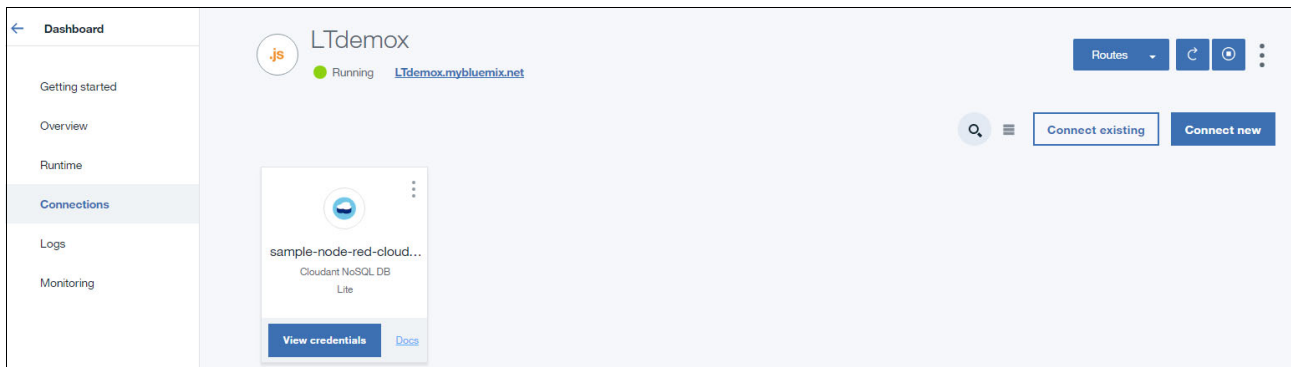 Dashboard
Getting started
Overview
Runtime
Connections
Logs
Monitoring
.js
LTdemox
Running LTdemox.mybluemix.net
Routes
Connect existing Connect new
sample-node-red-cloud...
Cloudant NoSQL DB
Lite
View credentials Docs